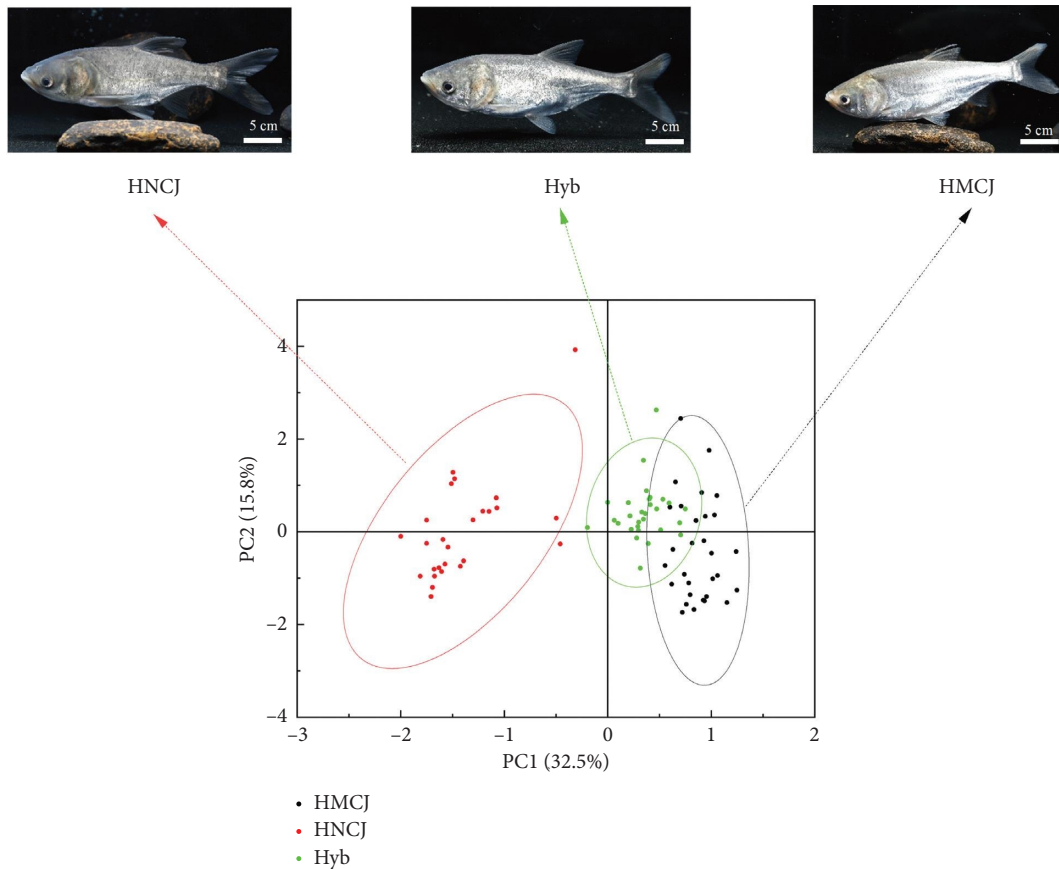 5 cm
5 cm
5 cm
HNCJ
Hyb
HMCJ
4
2
0
−2
−4
PC2 (15.8%)
−3
−2
−1
0
1
2
PC1 (32.5%)
HMCJ
HNCJ
Hyb